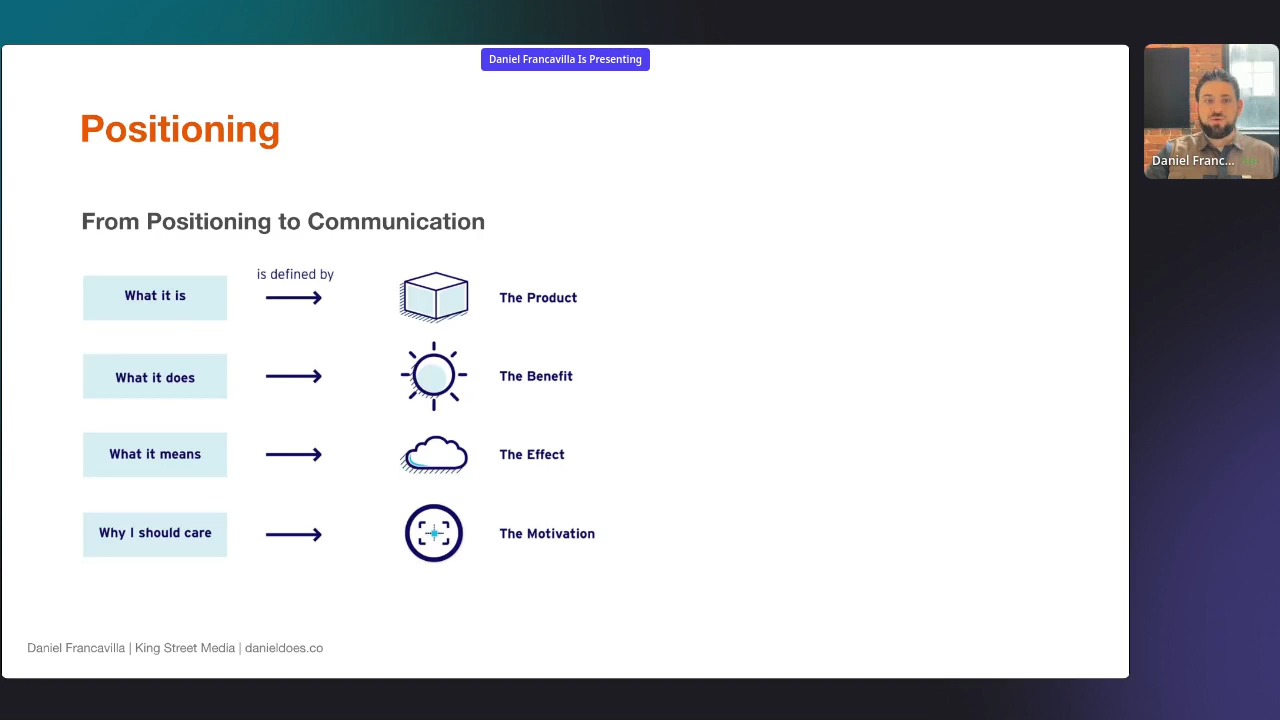 Daniel Francavilla Is Presenting
Positioning
From Positioning to Communication
What it is
is defined by
The Product
What it does
The Benefit
What it means
The Effect
Why I should care
The Motivation
Daniel Francavilla | King Street Media | danieldoes.co
Daniel Franc...